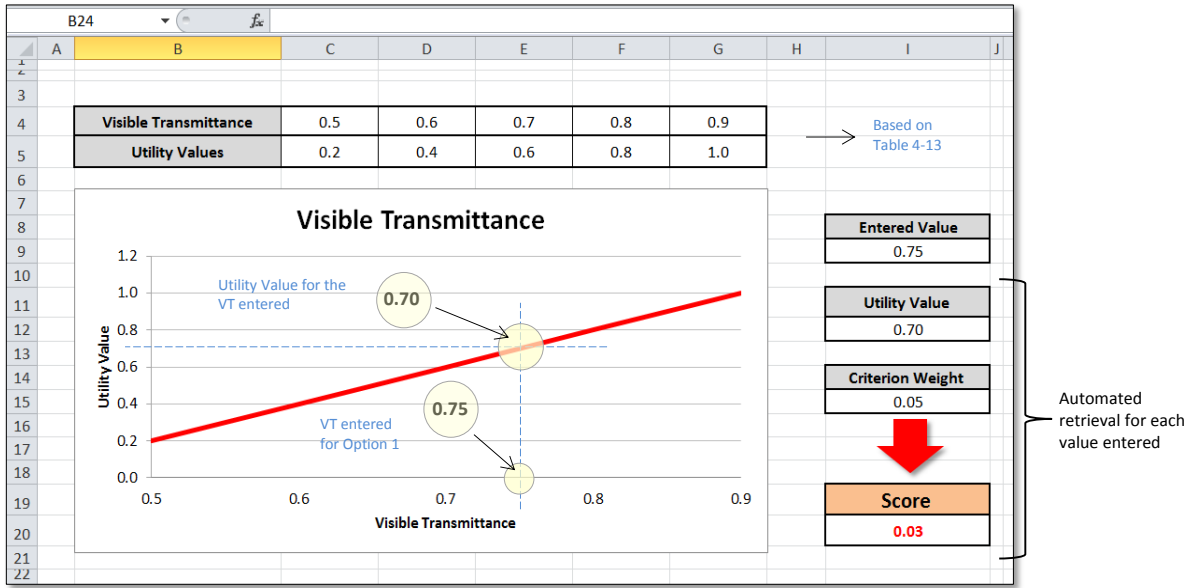 B24 fx
A B C D E F G H I J
1
2
3
4 Visible Transmittance 0.5 0.6 0.7 0.8 0.9
Based on
Table 4-13
5 Utility Values 0.2 0.4 0.6 0.8 1.0
6
7
8
9
10
11
12
13
14
15
16
17
18
19
20
21
22
Visible Transmittance
Utility Value
1.2
1.0
0.8
0.6
0.4
0.2
0.0
Utility Value for the
VT entered
0.70
0.75
VT entered
for Option 1
0.5 0.6 0.7 0.8 0.9
Visible Transmittance
Entered Value
0.75
Utility Value
0.70
Criterion Weight
0.05
Score
0.03
Automated
retrieval for each
value entered